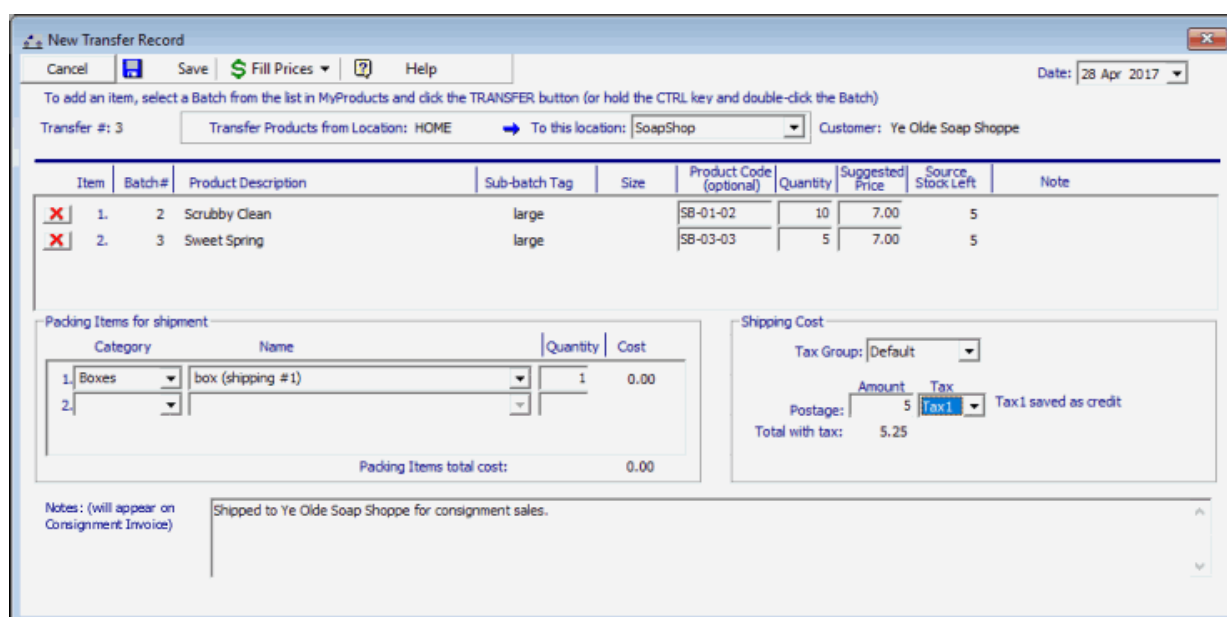 New Transfer Record
Cancel Save $ Fill Prices Help Date: 28 Apr 2017
To add an item, select a Batch from the list in MyProducts and click the TRANSFER button (or hold the CTRL key and double-click the Batch)
Transfer #: 3 Transfer Products from Location: HOME To this location: SoapShop Customer: Ye Olde Soap Shoppe
Item Batch# Product Description Sub-batch Tag Size Product Code (optional) Quantity Suggested Price Source Stock Left Note
1. 2 Scrubby Clean large SB-01-02 10 7.00 5
2. 3 Sweet Spring large SB-03-03 5 7.00 5
Packing Items for shipment
Category Name Quantity Cost
1. Boxes box (shipping #1) 1 0.00
2.
Packing Items total cost: 0.00
Shipping Cost
Tax Group: Default
Amount Tax
Postage: 5 Tax1 Tax1 saved as credit
Total with tax: 5.25
Notes: (will appear on
Consignment Invoice)
Shipped to Ye Olde Soap Shoppe for consignment sales.